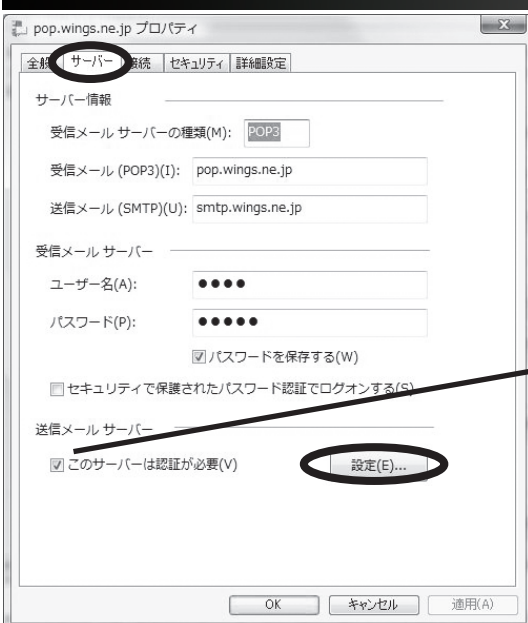 pop.wings.ne.jp プロパティ
全般 サーバー 接続 セキュリティ 詳細設定
サーバー情報
受信メール サーバーの種類(M): POP3
受信メール (POP3)(I): pop.wings.ne.jp
送信メール (SMTP)(U): smtp.wings.ne.jp
受信メール サーバー
ユーザー名(A): ●●●●
パスワード(P): ●●●●●
パスワードを保存する(W)
セキュリティで保護されたパスワード認証でログオンする(S)
送信メール サーバー
このサーバーは認証が必要(V) 設定(E)...
OK キャンセル 適用(A)